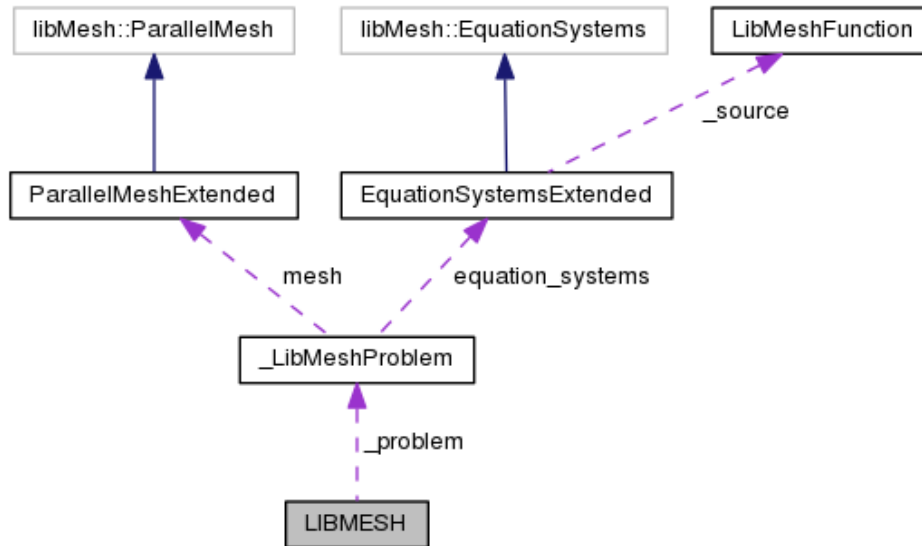 libMesh::ParallelMesh
libMesh::EquationSystems
LibMeshFunction
_source
ParallelMeshExtended
EquationSystemsExtended
mesh
equation_systems
_LibMeshProblem
_problem
LIBMESH